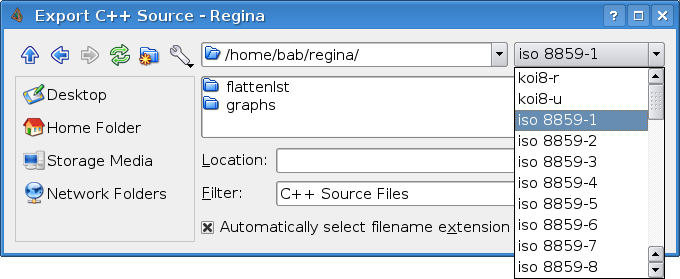 Export C++ Source - Regina
/home/bab/regina/
iso 8859-1
Desktop
Home Folder
Storage Media
Network Folders
flattenlst
graphs
Location:
Filter:
C++ Source Files
Automatically select filename extension
koi8-r
koi8-u
iso 8859-1
iso 8859-2
iso 8859-3
iso 8859-4
iso 8859-5
iso 8859-6
iso 8859-7
iso 8859-8